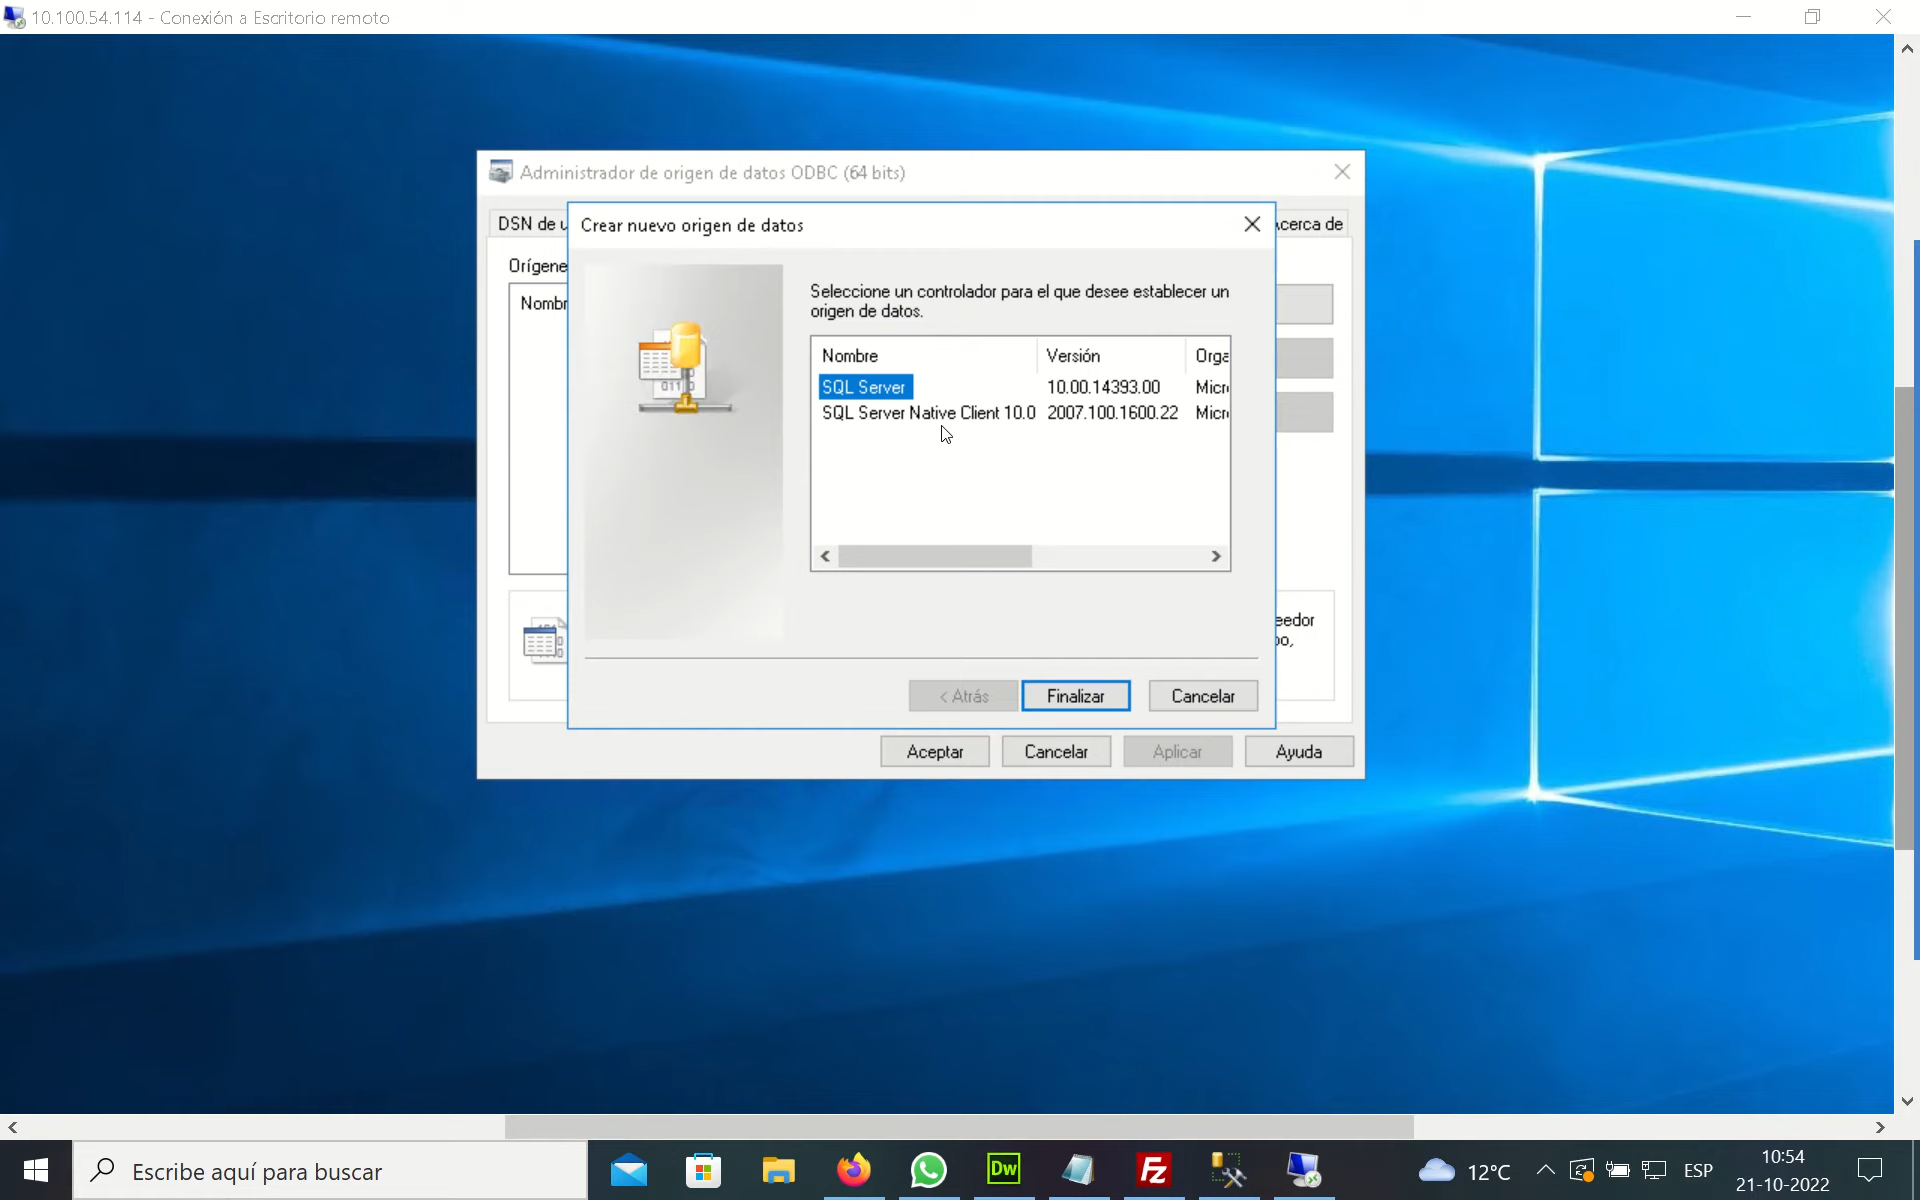 10.100.54.114 - Conexión a Escritorio remoto
Administrador de origen de datos ODBC (64 bits)
DSN de u
Crear nuevo origen de datos
Acerca de
Orígene
Nombr
Seleccione un controlador para el que desee establecer un
origen de datos.
Nombre Versión Orga
SQL Server 10.00.14393.00 Micr
SQL Server Native Client 10.0 2007.100.1600.22 Micr
eedor
oo,
< Atrás Finalizar Cancelar
Aceptar Cancelar Aplicar Ayuda
Escribe aquí para buscar
Dw
Fz
12°C
ESP
10:54
21-10-2022